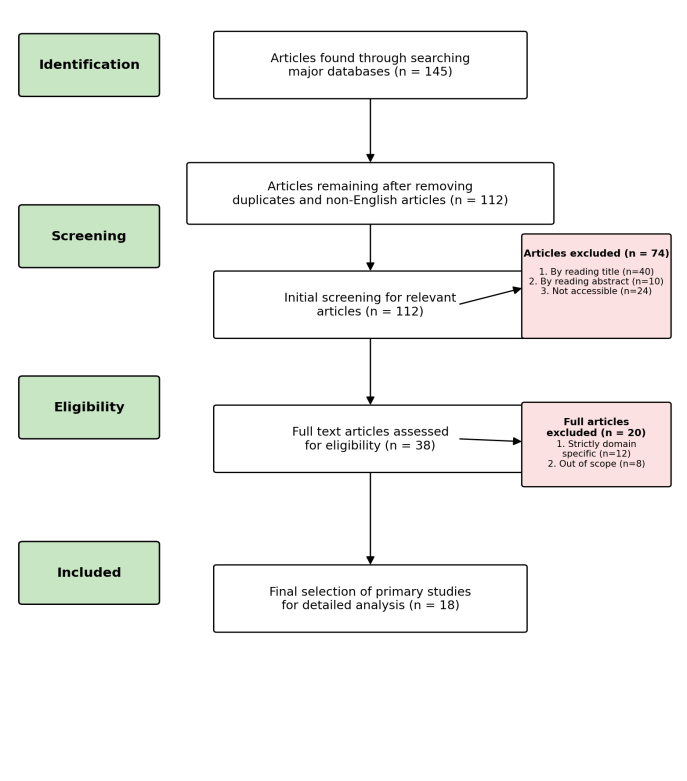 Identification
Articles found through searching
major databases (n = 145)
Articles remaining after removing
duplicates and non-English articles (n = 112)
Screening
Articles excluded (n = 74)
1. By reading title (n=40)
2. By reading abstract (n=10)
3. Not accessible (n=24)
Initial screening for relevant
articles (n = 112)
Eligibility
Full text articles assessed
for eligibility (n = 38)
Full articles
excluded (n = 20)
1. Strictly domain
specific (n=12)
2. Out of scope (n=8)
Included
Final selection of primary studies
for detailed analysis (n = 18)